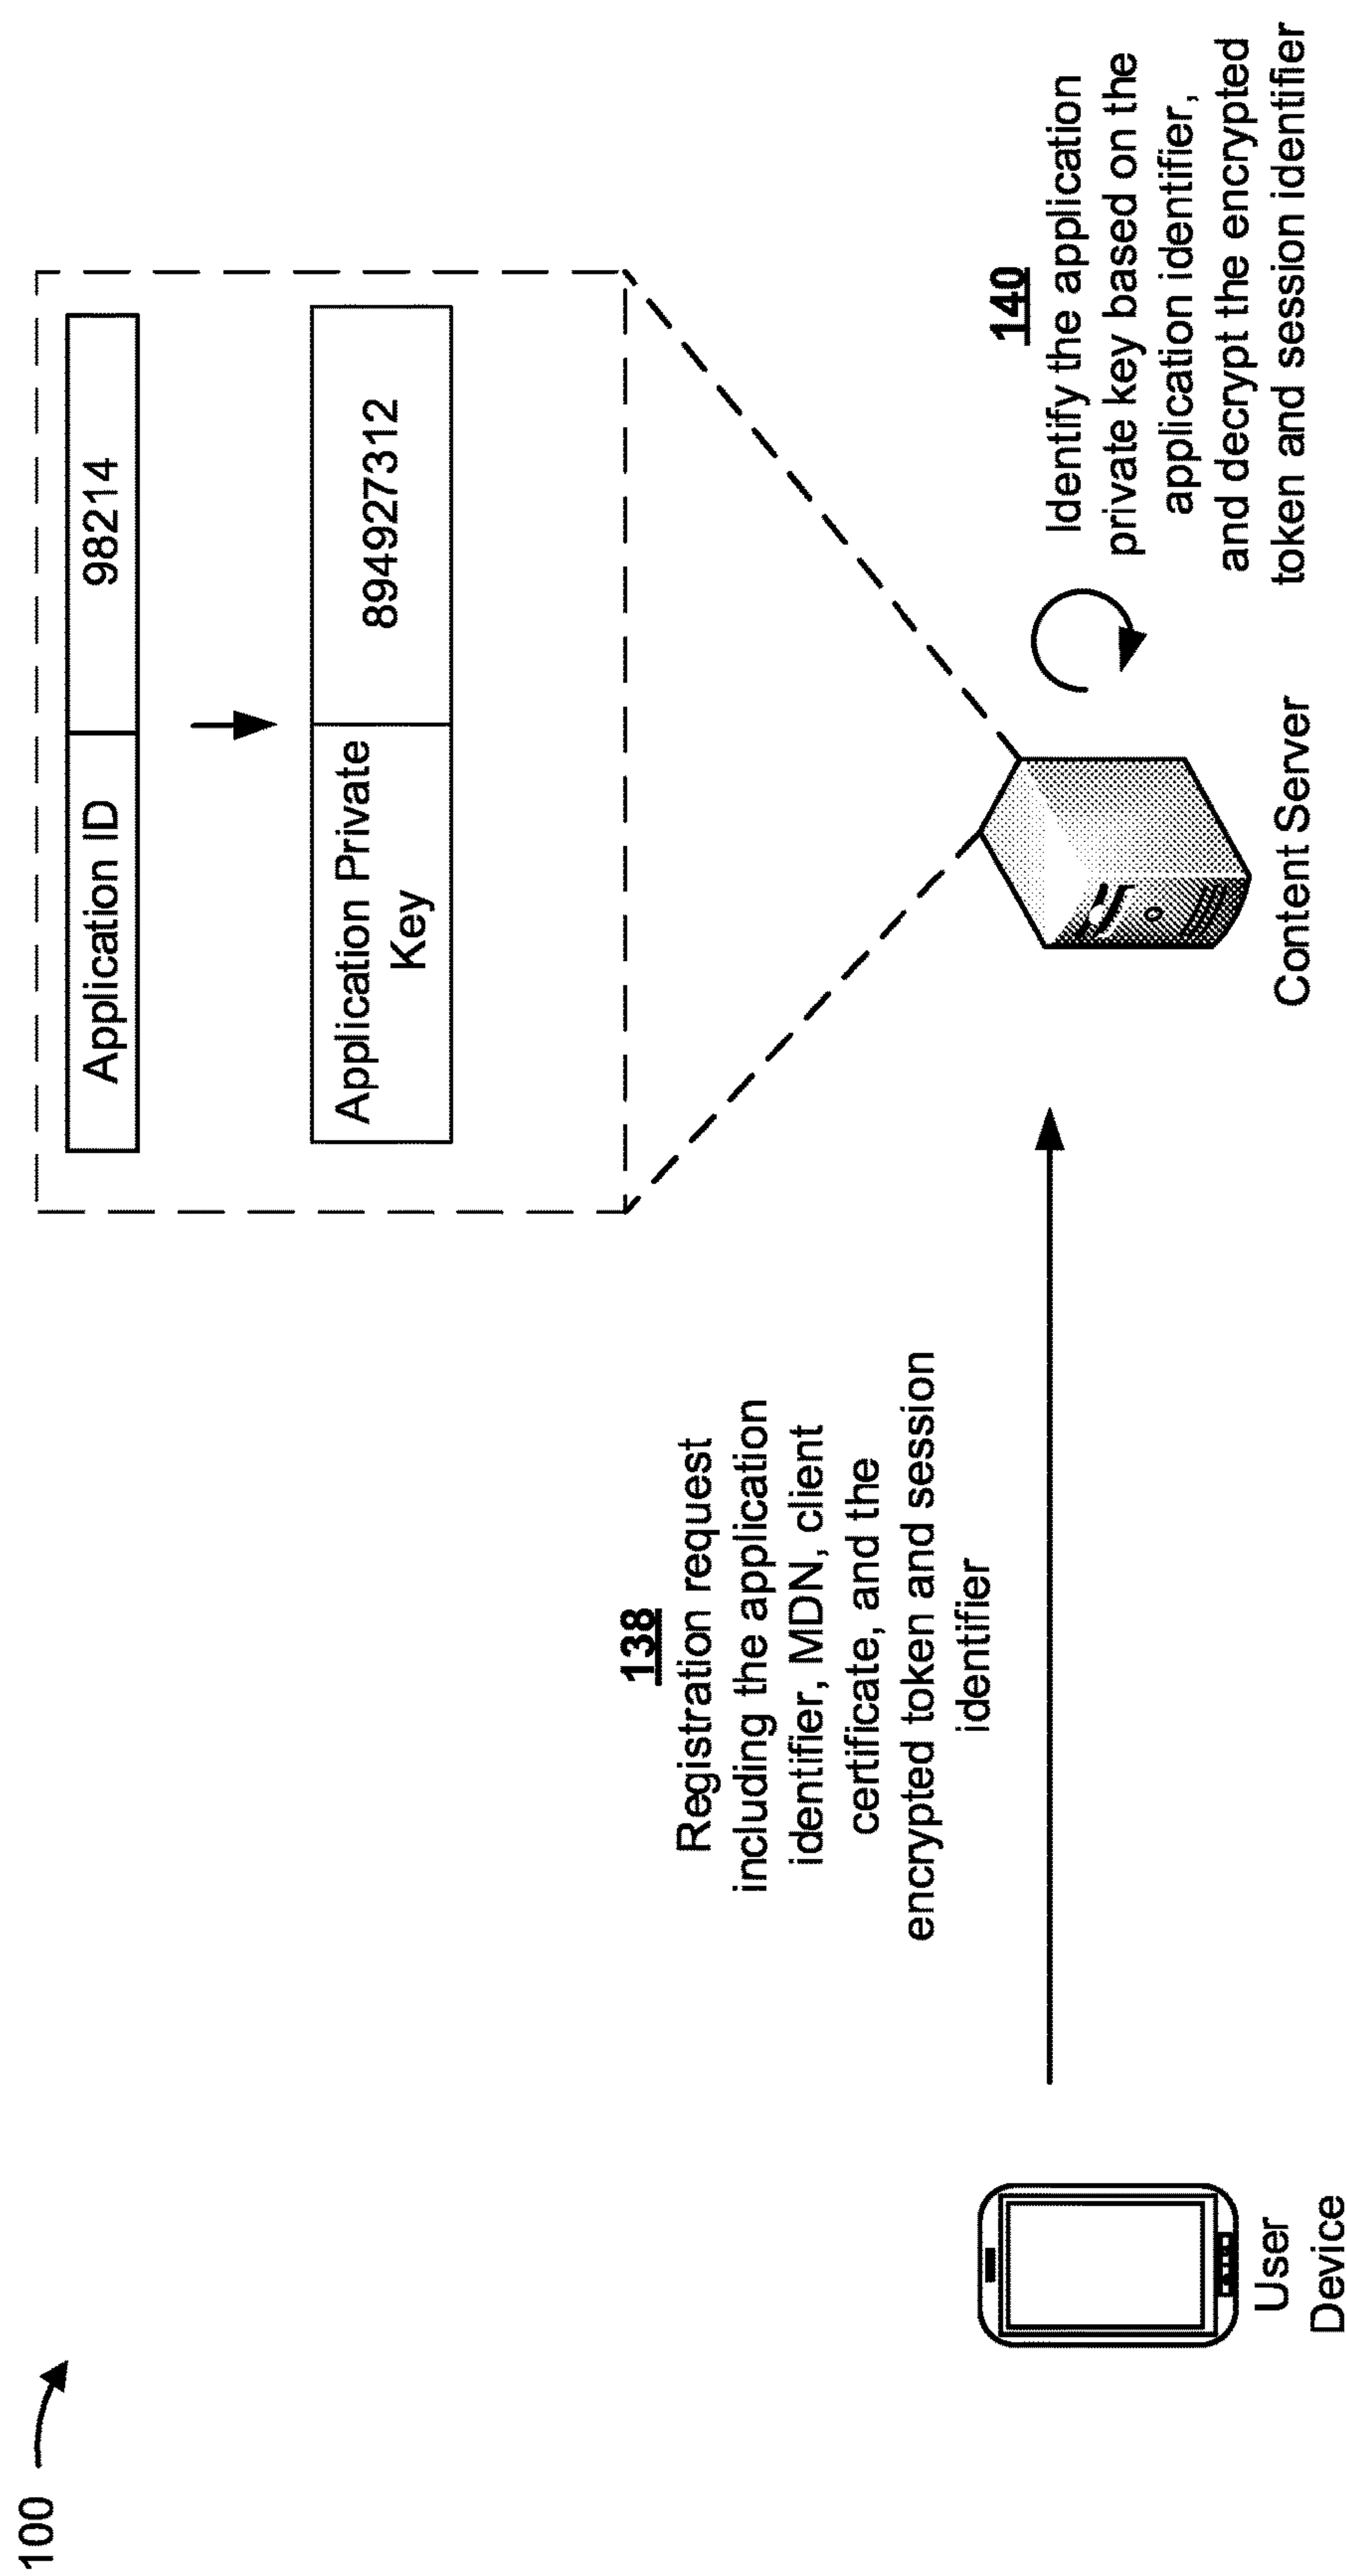 100
Application ID
98214
Application Private
Key
894927312
138
Registration request
including the application
identifier, MDN, client
certificate, and the
encrypted token and session
identifier
140
Identify the application
private key based on the
application identifier,
and decrypt the encrypted
token and session identifier
User
Device
Content Server